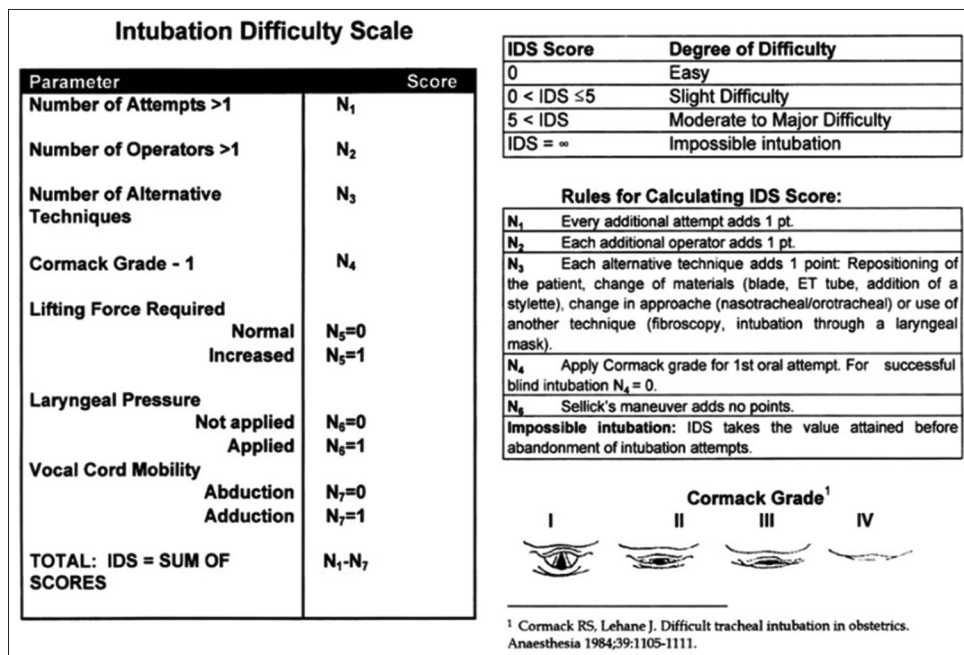 Intubation Difficulty Scale
Parameter Score
Number of Attempts >1 N1
Number of Operators >1 N2
Number of Alternative N3
Techniques
Cormack Grade - 1 N4
Lifting Force Required
Normal N5=0
Increased N5=1
Laryngeal Pressure
Not applied N6=0
Applied N6=1
Vocal Cord Mobility
Abduction N7=0
Adduction N7=1
TOTAL: IDS = SUM OF N1-N7
SCORES
IDS Score Degree of Difficulty
0 Easy
0 < IDS ≤5 Slight Difficulty
5 < IDS Moderate to Major Difficulty
IDS = ∞ Impossible intubation
Rules for Calculating IDS Score:
N1 Every additional attempt adds 1 pt.
N2 Each additional operator adds 1 pt.
N3 Each alternative technique adds 1 point: Repositioning of
the patient, change of materials (blade, ET tube, addition of a
stylette), change in approache (nasotracheal/orotracheal) or use of
another technique (fibroscopy, intubation through a laryngeal
mask).
N4 Apply Cormack grade for 1st oral attempt. For successful
blind intubation N4 = 0.
N6 Sellick's maneuver adds no points.
Impossible intubation: IDS takes the value attained before
abandonment of intubation attempts.
Cormack Grade1
I II III IV
1 Cormack RS, Lehane J. Difficult tracheal intubation in obstetrics.
Anaesthesia 1984;39:1105-1111.